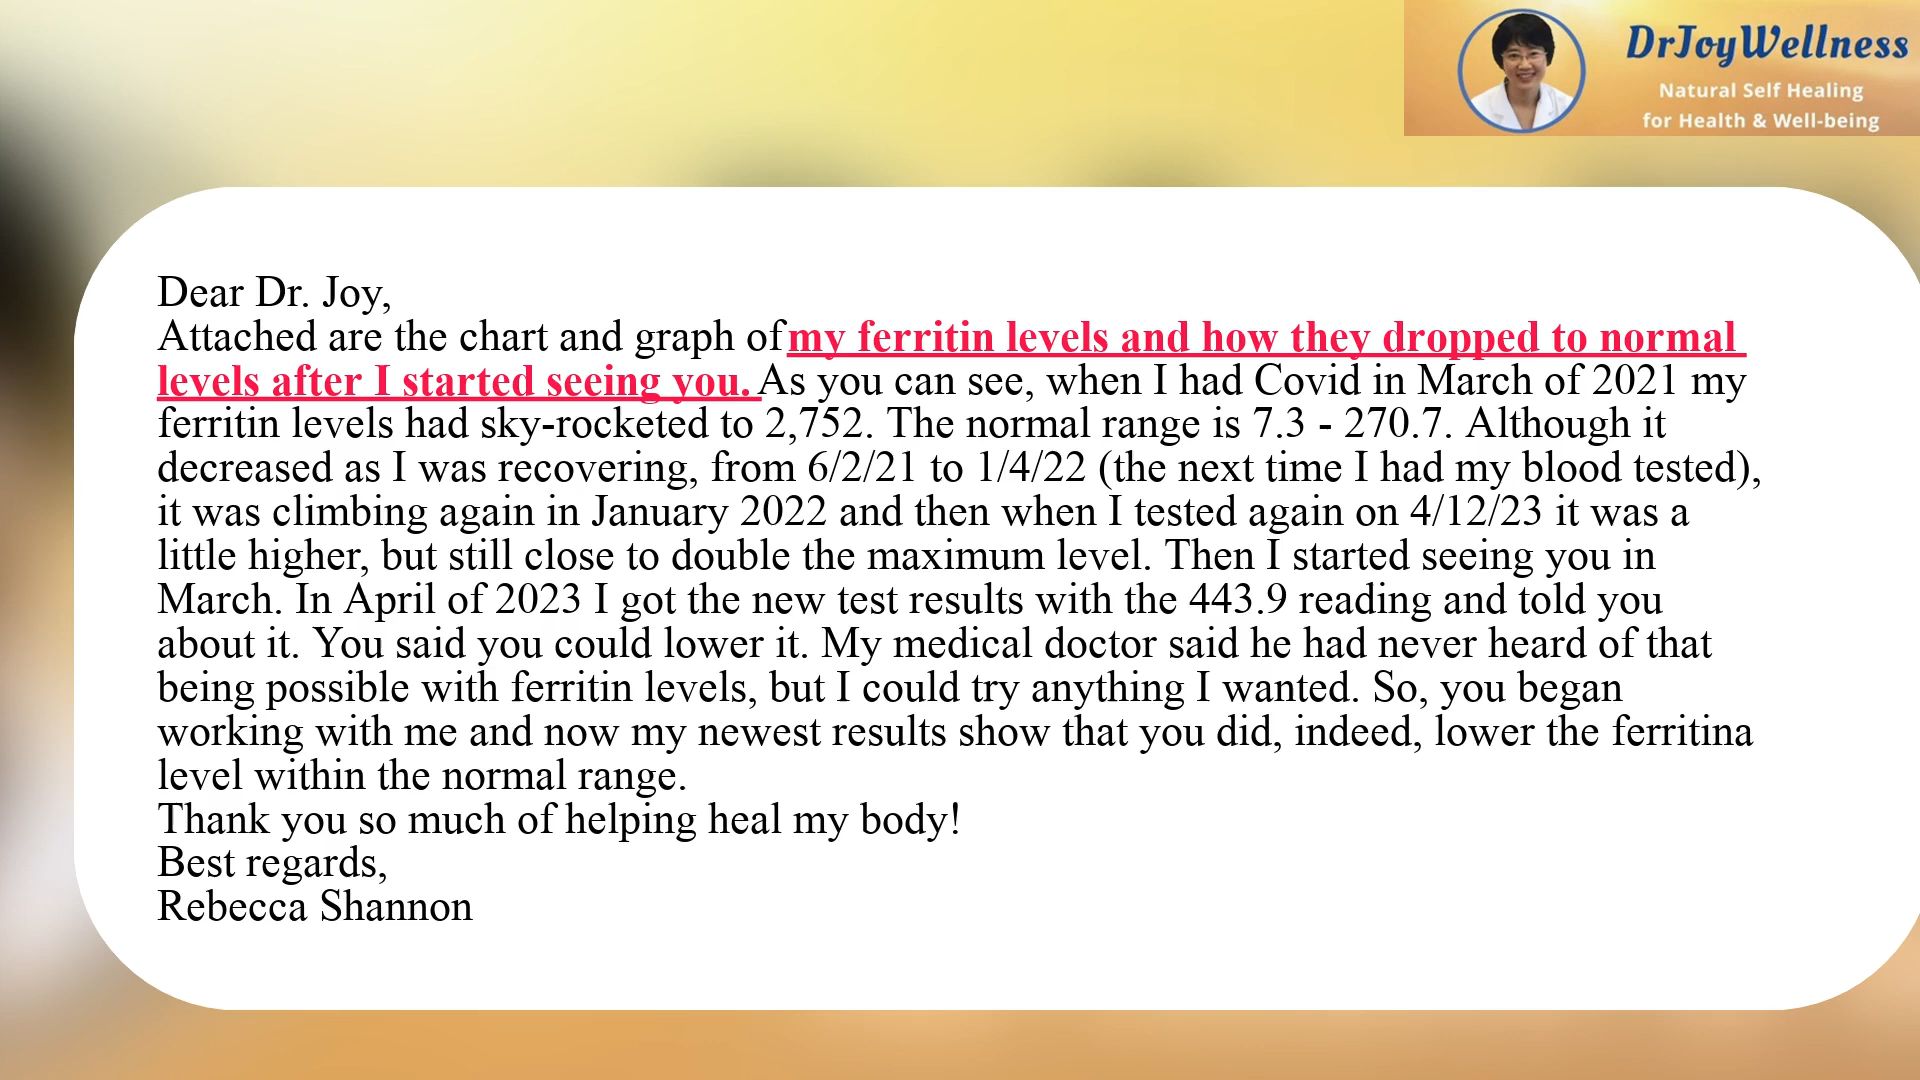 DrJoyWellness
Natural Self Healing
for Health & Well-being
Dear Dr. Joy,
Attached are the chart and graph of my ferritin levels and how they dropped to normal
levels after I started seeing you. As you can see, when I had Covid in March of 2021 my
ferritin levels had sky-rocketed to 2,752. The normal range is 7.3 - 270.7. Although it
decreased as I was recovering, from 6/2/21 to 1/4/22 (the next time I had my blood tested),
it was climbing again in January 2022 and then when I tested again on 4/12/23 it was a
little higher, but still close to double the maximum level. Then I started seeing you in
March. In April of 2023 I got the new test results with the 443.9 reading and told you
about it. You said you could lower it. My medical doctor said he had never heard of that
being possible with ferritin levels, but I could try anything I wanted. So, you began
working with me and now my newest results show that you did, indeed, lower the ferritina
level within the normal range.
Thank you so much of helping heal my body!
Best regards,
Rebecca Shannon